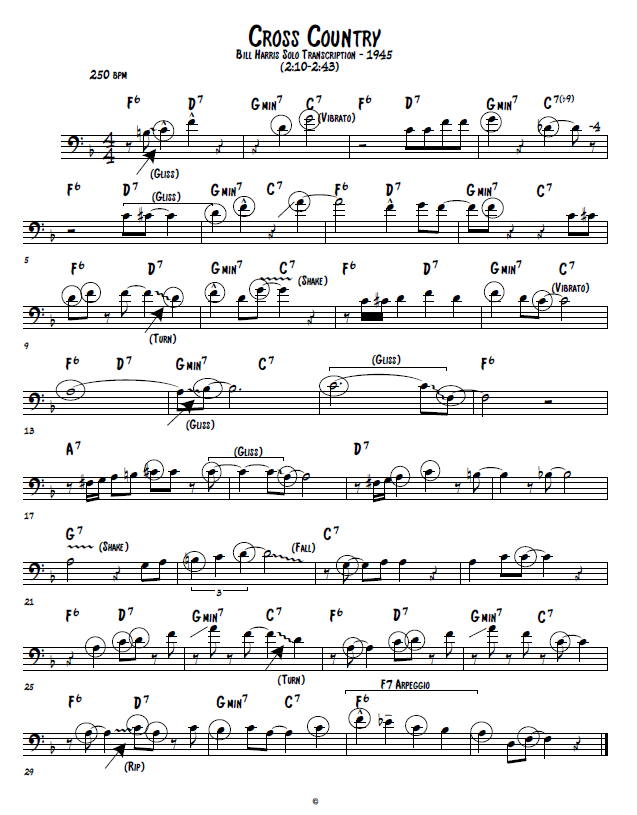 Cross Country
Bill Harris Solo Transcription - 1945
(2:10-2:43)
250 bpm
F6 D7 Gmin7 C7 F6 D7 Gmin7 C7(b9)
(Vibrato)
4
4
-4
(Gliss)
F6 D7 Gmin7 C7 F6 D7 Gmin7 C7
(Gliss)
5
F6 D7 Gmin7 C7 F6 D7 Gmin7 C7
(Shake) (Vibrato)
(Turn)
9
F6 D7 Gmin7 C7 F6
(Gliss)
(Gliss)
13
A7 D7
(Gliss)
17
G7 C7
(Shake) (Fall)
3
21
F6 D7 Gmin7 C7 F6 D7 Gmin7 C7
(Turn)
25
F7 Arpeggio
F6 D7 Gmin7 C7 F6
(Rip)
29
©